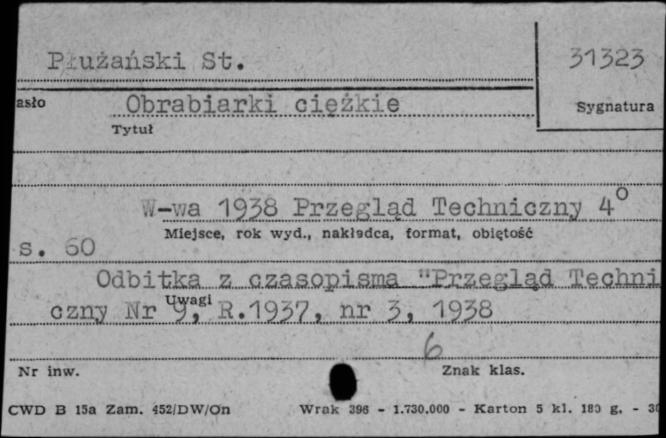 Płużański St.
31323
asło
Obrabiarki ciężkie
Sygnatura
Tytuł
W-wa 1938 Przegląd Techniczny 4°
Miejsce, rok wyd., nakładca, format, objętość
s. 60
Odbitka z czasopisma "Przegląd Techni
Uwagi
czny Nr 9, R.1937, nr 3, 1938
6
Nr inw.
Znak klas.
CWD B 15a Zam. 452/DW/On
Wrak 396 - 1.730.000 - Karton 5 kl. 180 g. - 30